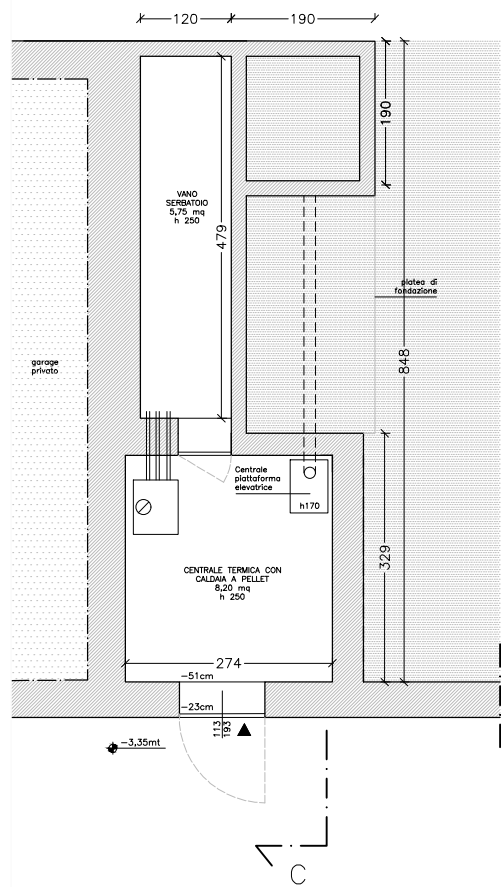 120
190
190
VANO
SERBATOIO
5,75 mq
h 250
479
platea di
fondazione
garage
privato
848
Centrale
piattaforma
elevatrice
h170
329
CENTRALE TERMICA CON
CALDAIA A PELLET
8,20 mq
h 250
274
-51cm
-23cm
113
193
-3,35mt
C